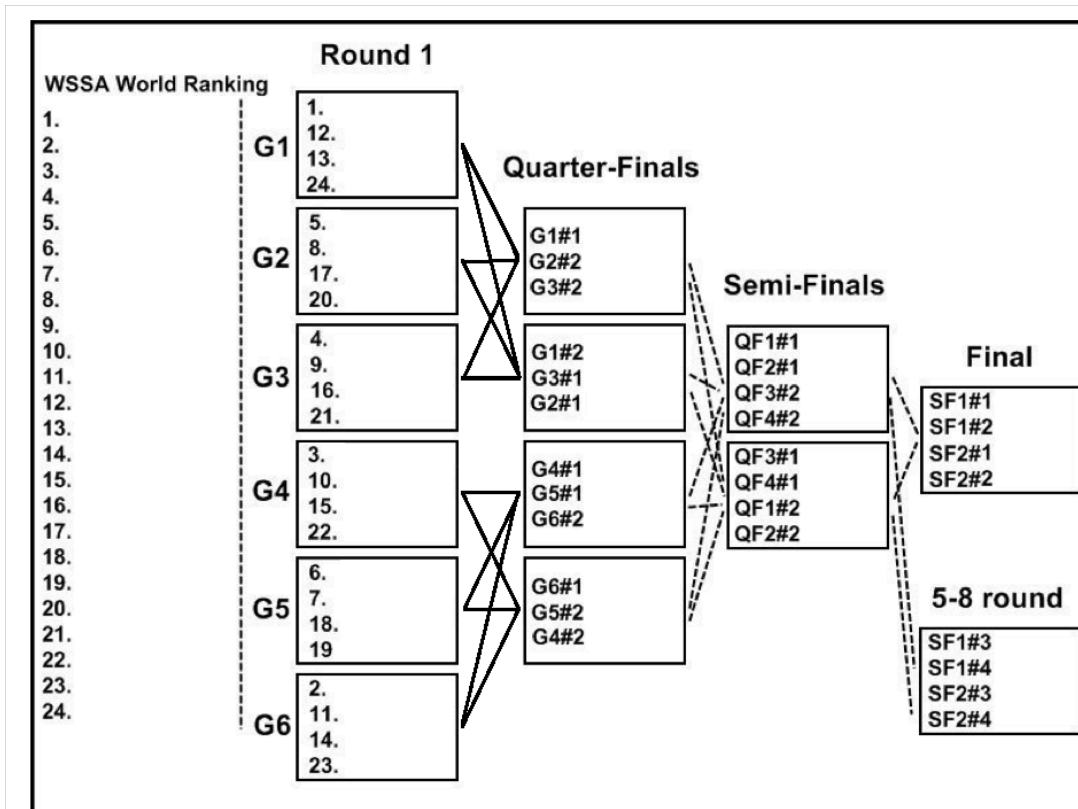 Round 1
WSSA World Ranking
1.
2.
3.
4.
5.
6.
7.
8.
9.
10.
11.
12.
13.
14.
15.
16.
17.
18.
19.
20.
21.
22.
23.
24.
G1
1.
12.
13.
24.
G2
5.
8.
17.
20.
G3
4.
9.
16.
21.
G4
3.
10.
15.
22.
G5
6.
7.
18.
19
G6
2.
11.
14.
23.
Quarter-Finals
G1#1
G2#2
G3#2
G1#2
G3#1
G2#1
G4#1
G5#1
G6#2
G6#1
G5#2
G4#2
Semi-Finals
QF1#1
QF2#1
QF3#2
QF4#2
QF3#1
QF4#1
QF1#2
QF2#2
Final
SF1#1
SF1#2
SF2#1
SF2#2
5-8 round
SF1#3
SF1#4
SF2#3
SF2#4